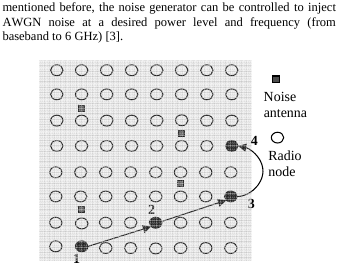 mentioned before, the noise generator can be controlled to inject
AWGN noise at a desired power level and frequency (from
baseband to 6 GHz) [3].
Noise
antenna
4
Radio
node
2
3
1